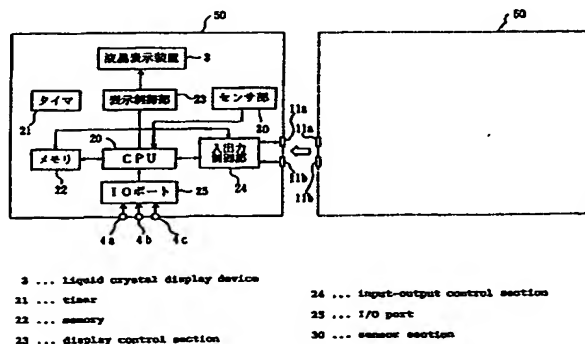 50
60
液晶表示装置
3
タイマ
21
表示制御部
23
センサ部
30
11a
11a
20
メモリ
22
CPU
入出力
制御部
24
11b
11b
IOポート
25
4a 4b 4c
3 ... liquid crystal display device
21 ... timer
22 ... memory
23 ... display control section
24 ... input-output control section
25 ... I/O port
30 ... sensor section